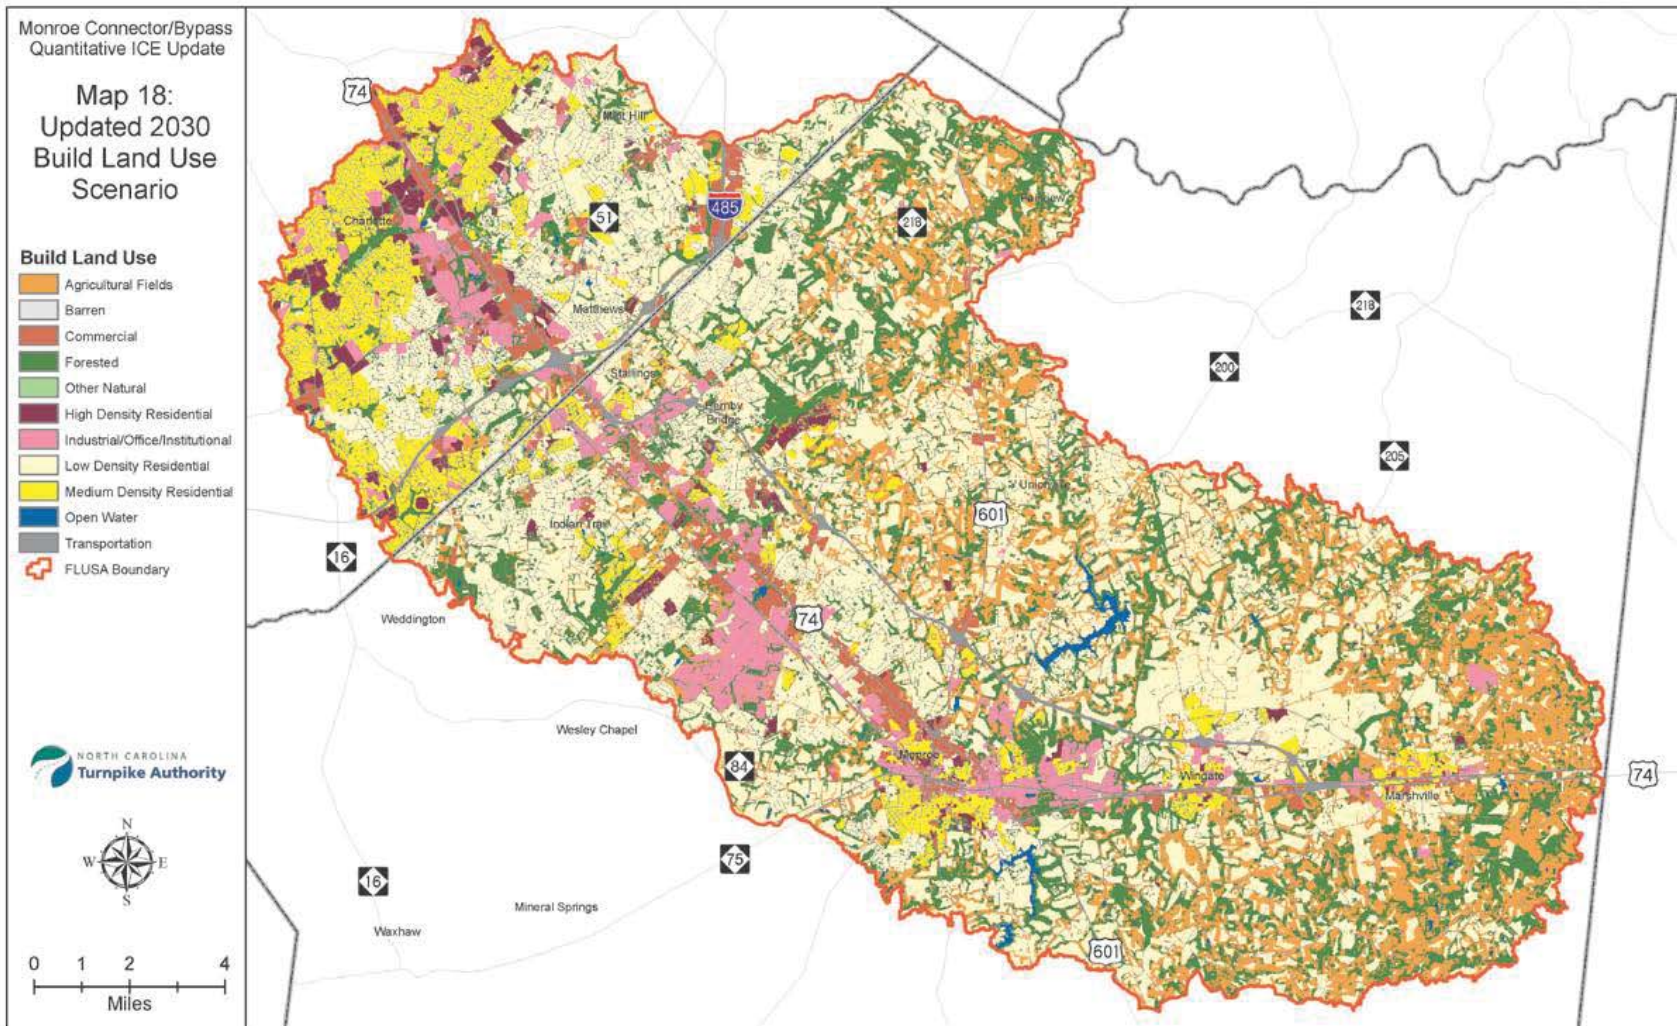 Monroe Connector/Bypass
Quantitative ICE Update
Map 18:
Updated 2030
Build Land Use
Scenario
Build Land Use
Agricultural Fields
Barren
Commercial
Forested
Other Natural
High Density Residential
Industrial/Office/Institutional
Low Density Residential
Medium Density Residential
Open Water
Transportation
FLUSA Boundary
NORTH CAROLINA
Turnpike Authority
N
W E
S
0 1 2 4
Miles
74
Mint Hill
485
51
Charlotte
218
Fairview
Matthews
218
Stallings
200
Hemby
Bridge
205
Unionville
601
Indian Trail
16
Weddington
74
Wesley Chapel
84
Monroe
Wingate
74
Marshville
75
16
Mineral Springs
Waxhaw
601